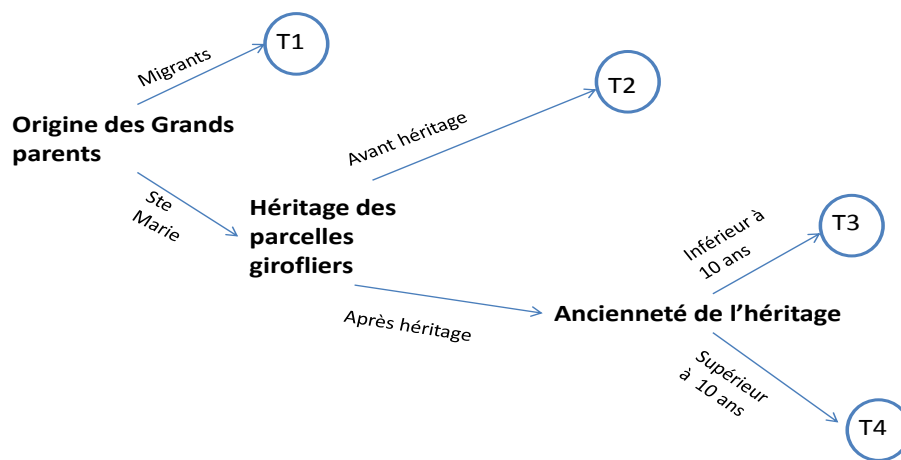 T1
Migrants
Origine des Grands
parents
Ste
Marie
T2
Avant héritage
Héritage des
parcelles
girofliers
Après héritage
T3
Inférieur à
10 ans
Ancienneté de l’héritage
Supérieur
à 10 ans
T4